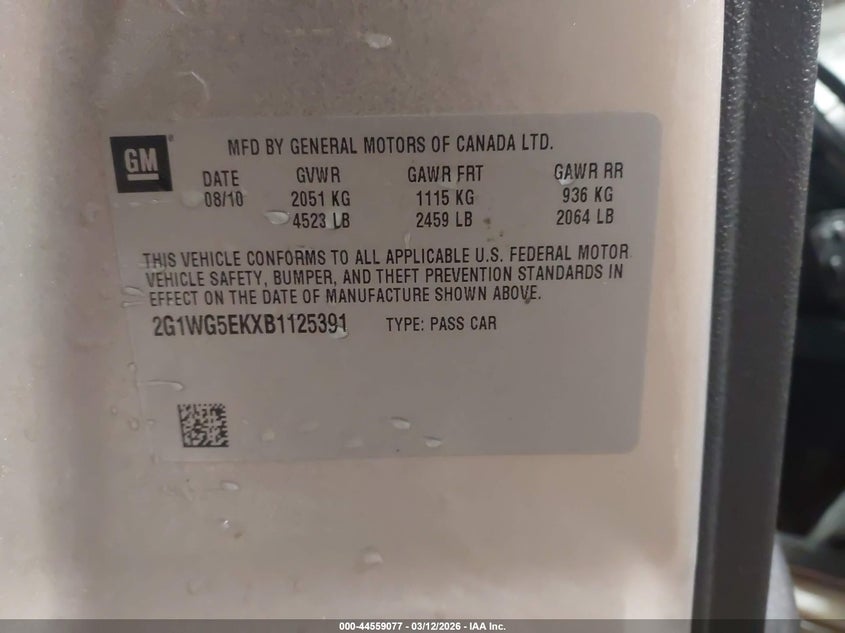 GM ® MFD BY GENERAL MOTORS OF CANADA LTD.
DATE GVWR GAWR FRT GAWR RR
08/10 2051 KG 1115 KG 936 KG
4523 LB 2459 LB 2064 LB
THIS VEHICLE CONFORMS TO ALL APPLICABLE U.S. FEDERAL MOTOR
VEHICLE SAFETY, BUMPER, AND THEFT PREVENTION STANDARDS IN
EFFECT ON THE DATE OF MANUFACTURE SHOWN ABOVE.
2G1WG5EKXB1125391 TYPE: PASS CAR
000-44559077 - 03/12/2026 - IAA Inc.